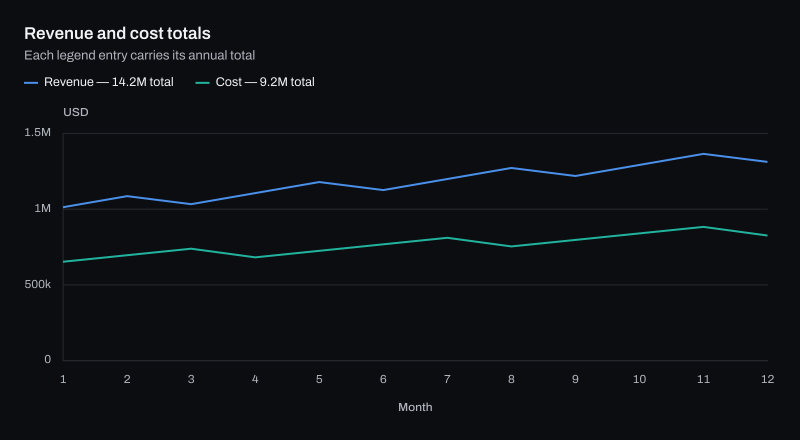 Revenue and cost totals
Each legend entry carries its annual total
Revenue — 14.2M total
Cost — 9.2M total
USD
1.5M
1M
500k
0
1 2 3 4 5 6 7 8 9 10 11 12
Month